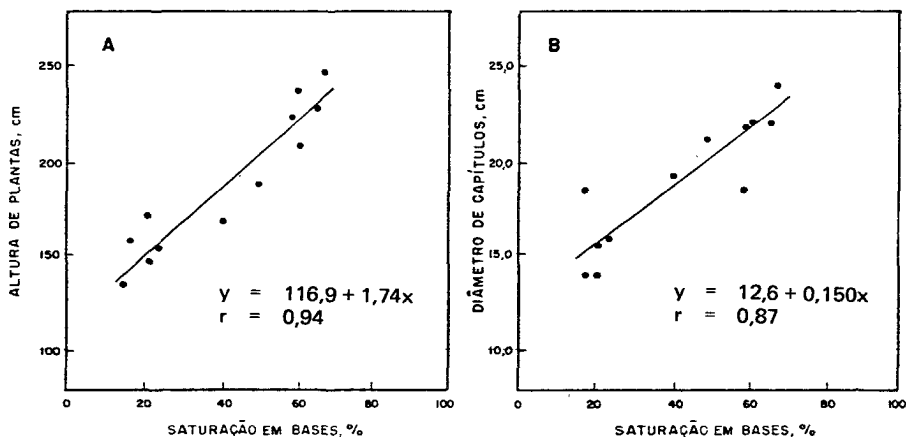 A
ALTURA DE PLANTAS, cm
250
200
150
100
y = 116,9 + 1,74x
r = 0,94
0 20 40 60 80 100
SATURAÇÃO EM BASES, %
B
DIÂMETRO DE CAPÍTULOS, cm
25,0
20,0
15,0
10,0
y = 12,6 + 0,150x
r = 0,87
0 20 40 60 80 100
SATURAÇÃO EM BASES, %